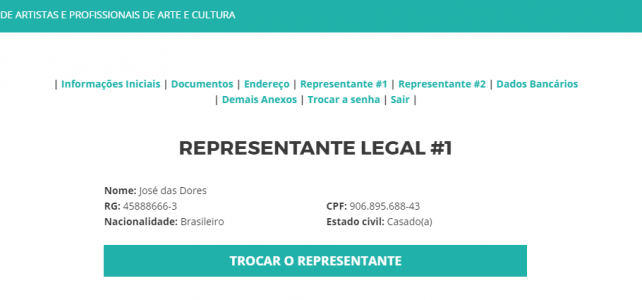 DE ARTISTAS E PROFISSIONAIS DE ARTE E CULTURA
| Informações Iniciais | Documentos | Endereço | Representante #1 | Representante #2 | Dados Bancários
| Demais Anexos | Trocar a senha | Sair |
REPRESENTANTE LEGAL #1
Nome: José das Dores
RG: 45888666-3 CPF: 906.895.688-43
Nacionalidade: Brasileiro Estado civil: Casado(a)
TROCAR O REPRESENTANTE